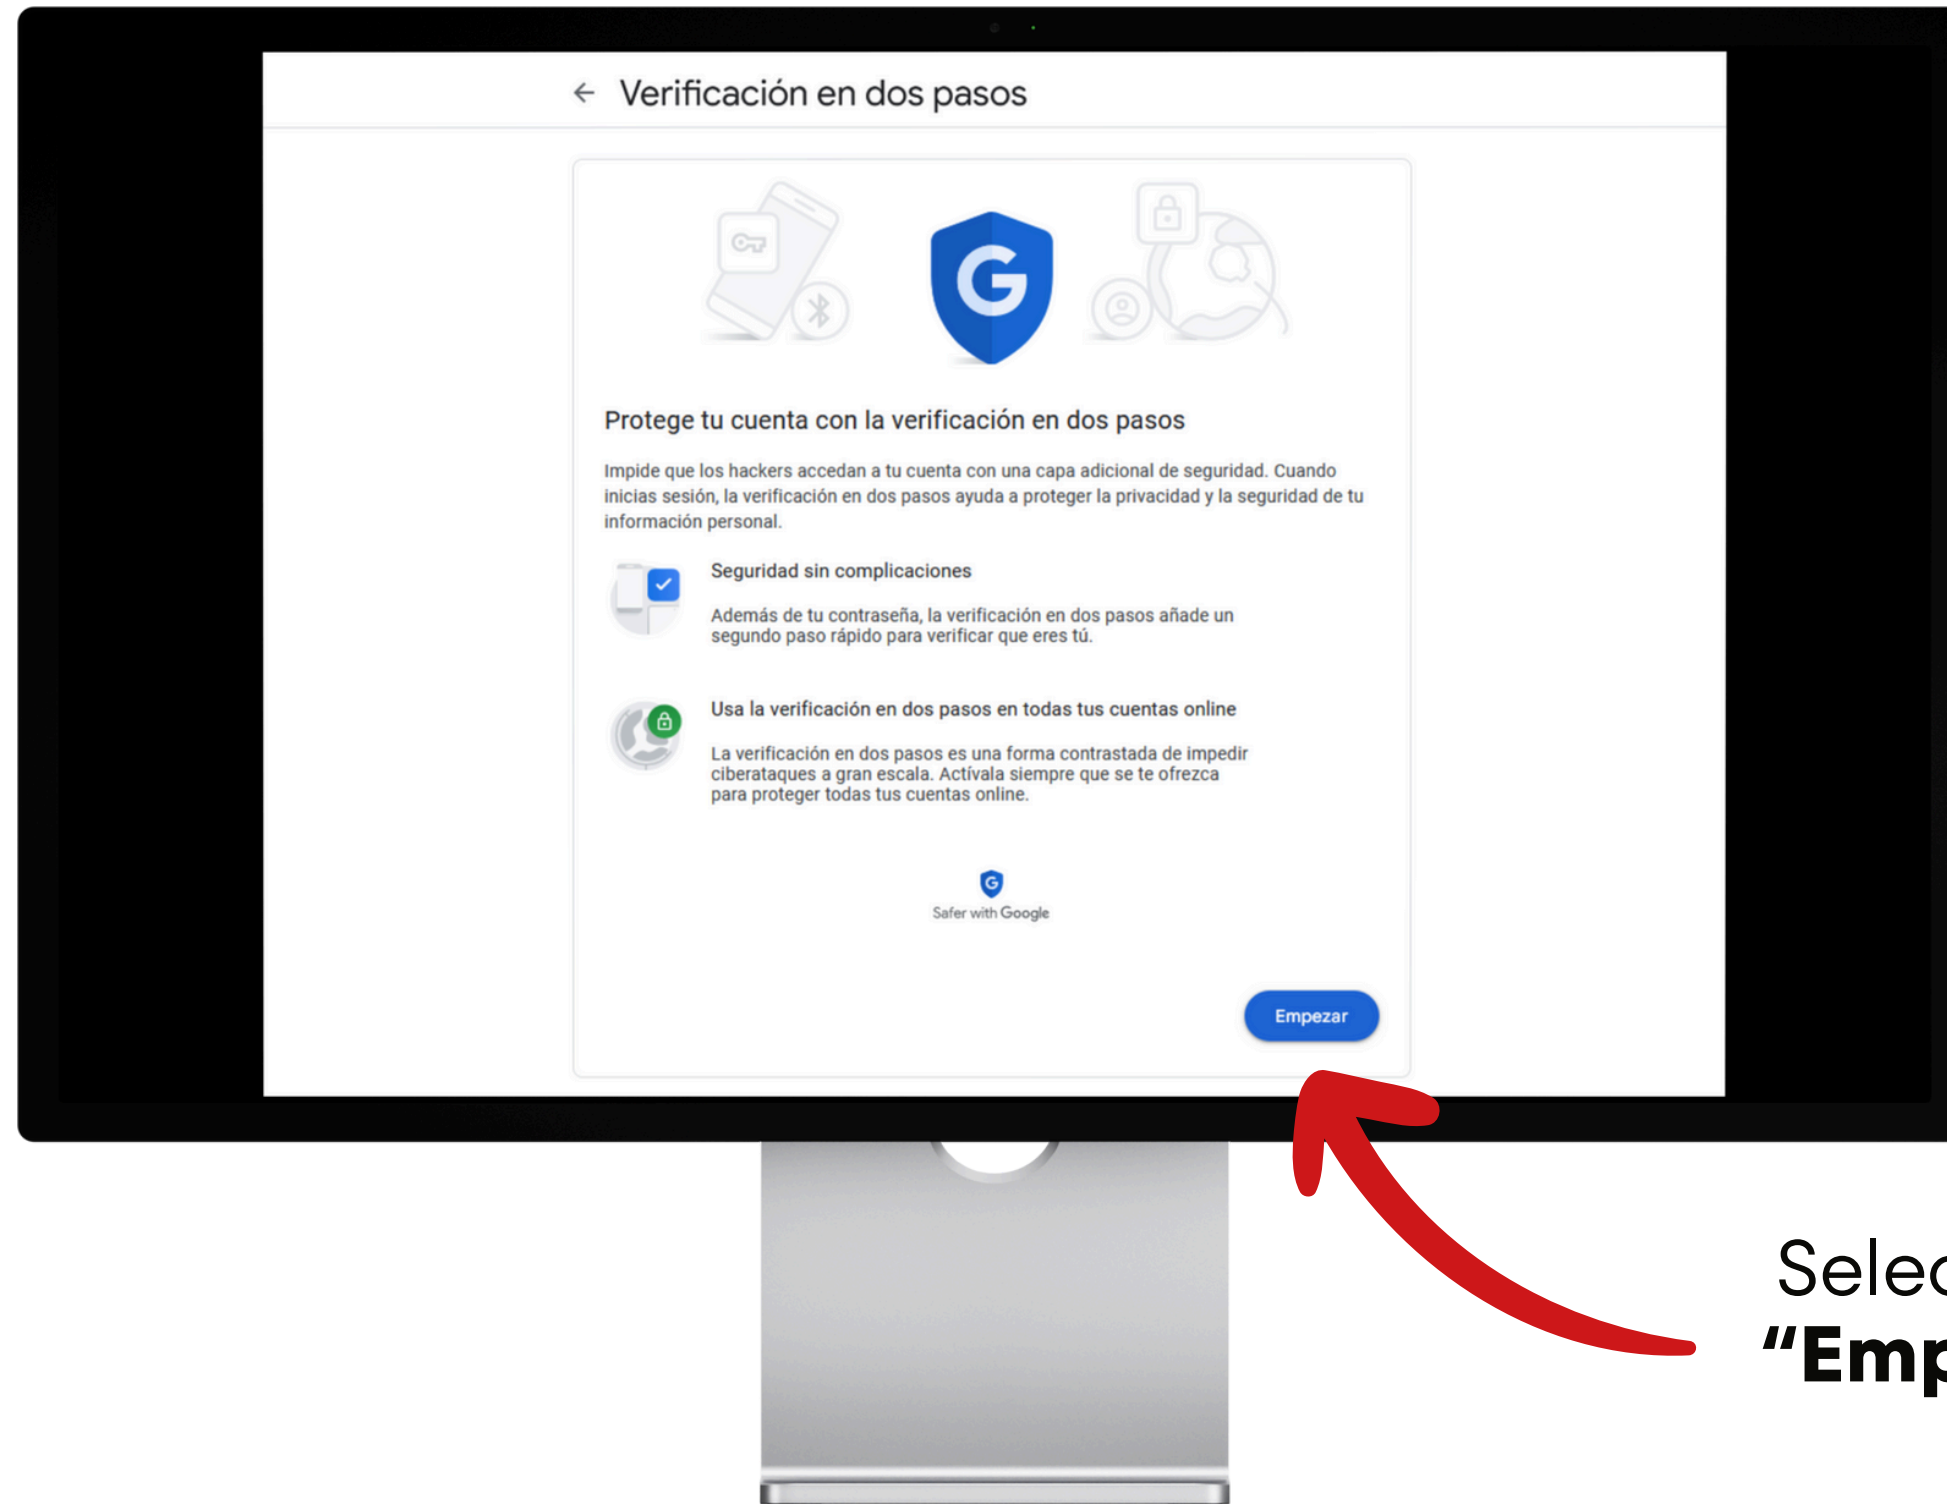 Verificación en dos pasos
Protege tu cuenta con la verificación en dos pasos
Impide que los hackers accedan a tu cuenta con una capa adicional de seguridad. Cuando
inicias sesión, la verificación en dos pasos ayuda a proteger la privacidad y la seguridad de tu
información personal.
Seguridad sin complicaciones
Además de tu contraseña, la verificación en dos pasos añade un
segundo paso rápido para verificar que eres tú.
Usa la verificación en dos pasos en todas tus cuentas online
La verificación en dos pasos es una forma contrastada de impedir
ciberataques a gran escala. Actívala siempre que se te ofrezca
para proteger todas tus cuentas online.
Safer with Google
Empezar